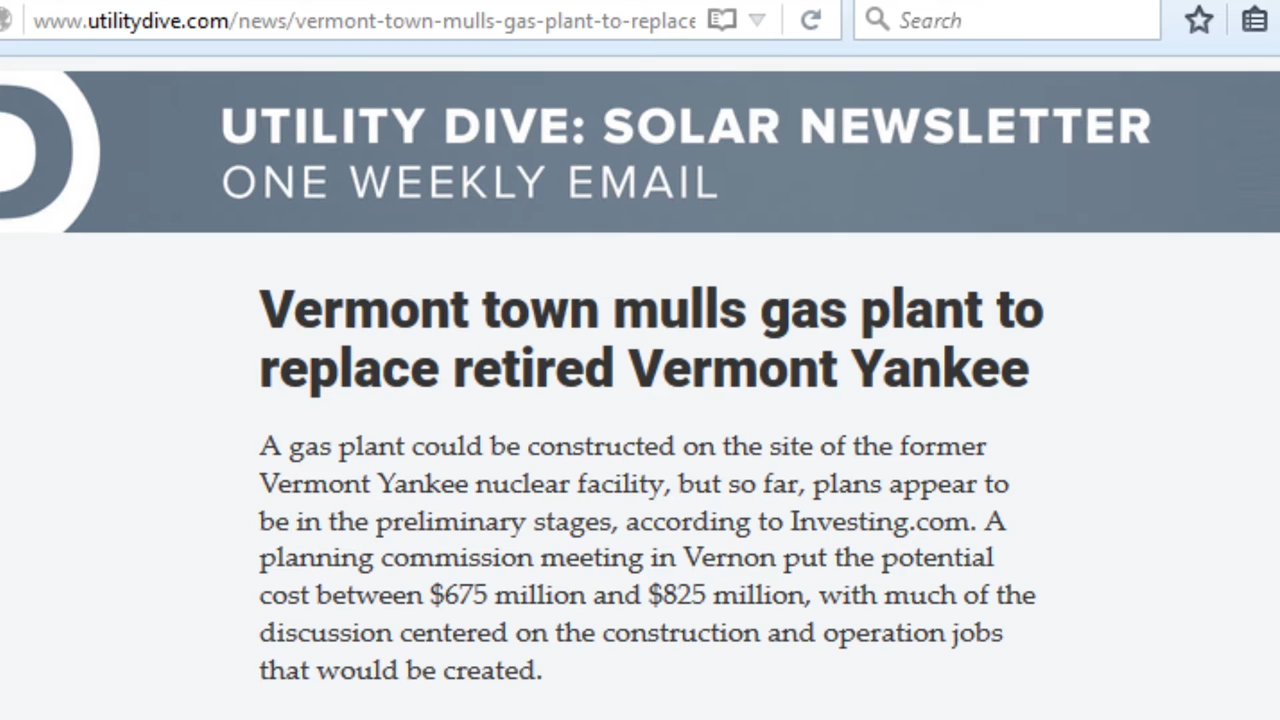 www.utilitydive.com/news/vermont-town-mulls-gas-plant-to-replace
Search
D
UTILITY DIVE: SOLAR NEWSLETTER
ONE WEEKLY EMAIL
Vermont town mulls gas plant to
replace retired Vermont Yankee
A gas plant could be constructed on the site of the former
Vermont Yankee nuclear facility, but so far, plans appear to
be in the preliminary stages, according to Investing.com. A
planning commission meeting in Vernon put the potential
cost between $675 million and $825 million, with much of the
discussion centered on the construction and operation jobs
that would be created.